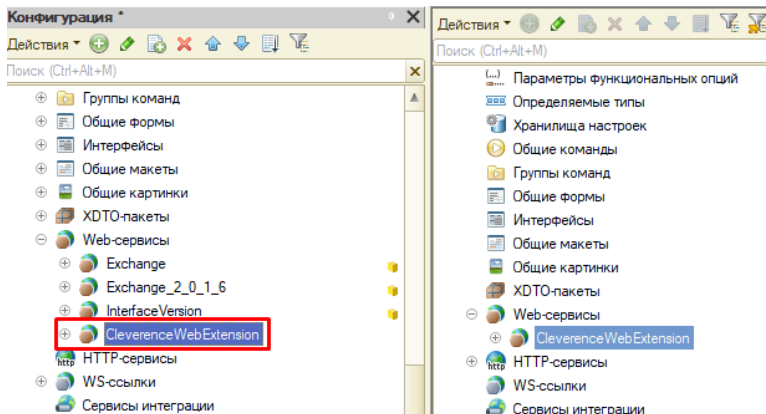 Конфигурация *
Действия
Поиск (Ctrl+Alt+M)
Группы команд
Общие формы
Интерфейсы
Общие макеты
Общие картинки
XDTO-пакеты
Web-сервисы
Exchange
Exchange_2_0_1_6
InterfaceVersion
CleverenceWebExtension
HTTP-сервисы
WS-ссылки
Сервисы интеграции
Действия
Поиск (Ctrl+Alt+M)
Параметры функциональных опций
Определяемые типы
Хранилища настроек
Общие команды
Группы команд
Общие формы
Интерфейсы
Общие макеты
Общие картинки
XDTO-пакеты
Web-сервисы
CleverenceWebExtension
HTTP-сервисы
WS-ссылки
Сервисы интеграции